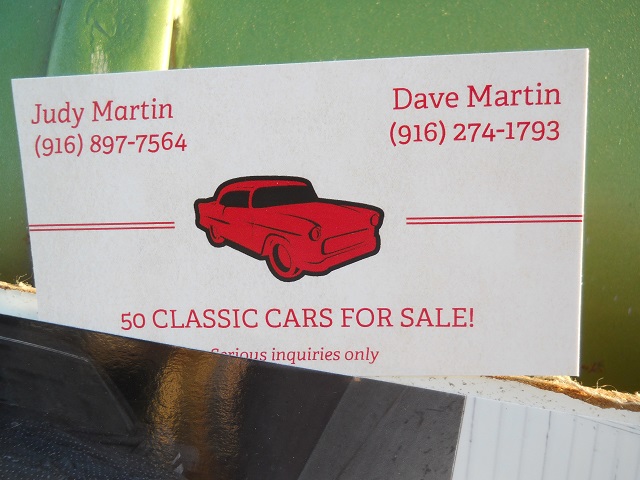 Judy Martin
(916) 897-7564
Dave Martin
(916) 274-1793
50 CLASSIC CARS FOR SALE!
Serious inquiries only